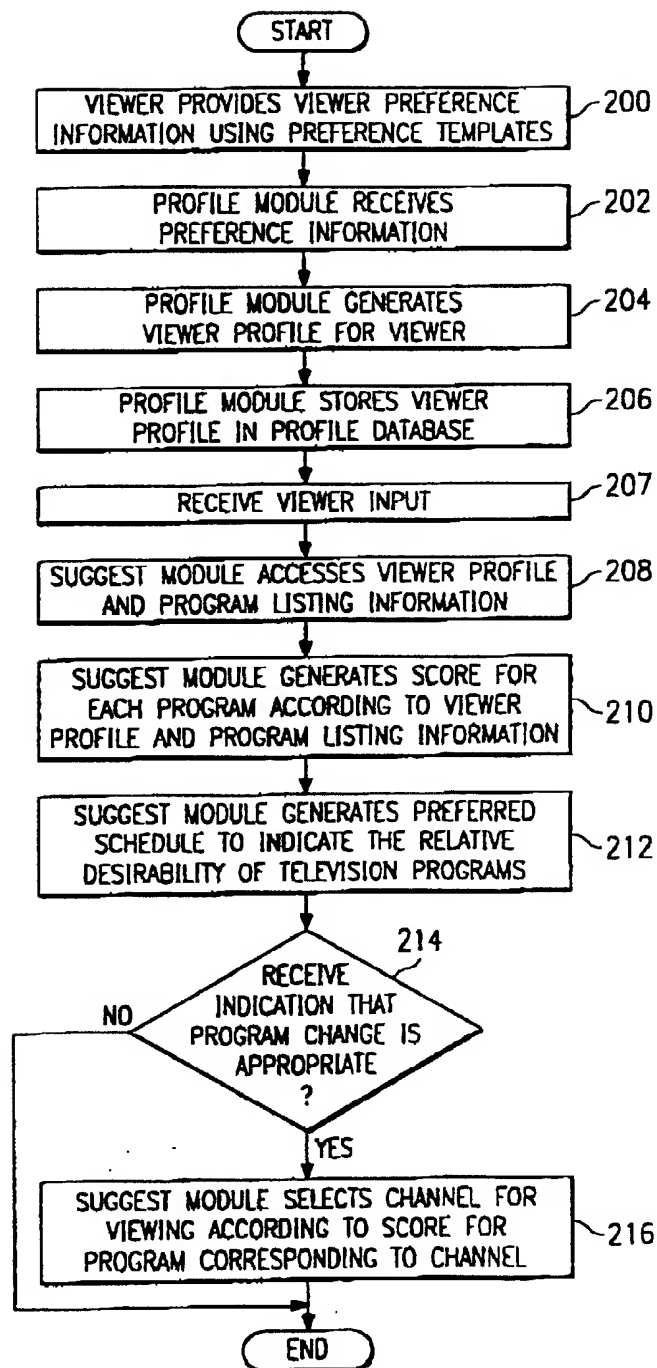 START
VIEWER PROVIDES VIEWER PREFERENCE
INFORMATION USING PREFERENCE TEMPLATES
200
PROFILE MODULE RECEIVES
PREFERENCE INFORMATION
202
PROFILE MODULE GENERATES
VIEWER PROFILE FOR VIEWER
204
PROFILE MODULE STORES VIEWER
PROFILE IN PROFILE DATABASE
206
RECEIVE VIEWER INPUT
207
SUGGEST MODULE ACCESSES VIEWER PROFILE
AND PROGRAM LISTING INFORMATION
208
SUGGEST MODULE GENERATES SCORE FOR
EACH PROGRAM ACCORDING TO VIEWER
PROFILE AND PROGRAM LISTING INFORMATION
210
SUGGEST MODULE GENERATES PREFERRED
SCHEDULE TO INDICATE THE RELATIVE
DESIRABILITY OF TELEVISION PROGRAMS
212
214
RECEIVE
INDICATION THAT
PROGRAM CHANGE IS
APPROPRIATE
?
NO
YES
SUGGEST MODULE SELECTS CHANNEL FOR
VIEWING ACCORDING TO SCORE FOR
PROGRAM CORRESPONDING TO CHANNEL
216
END